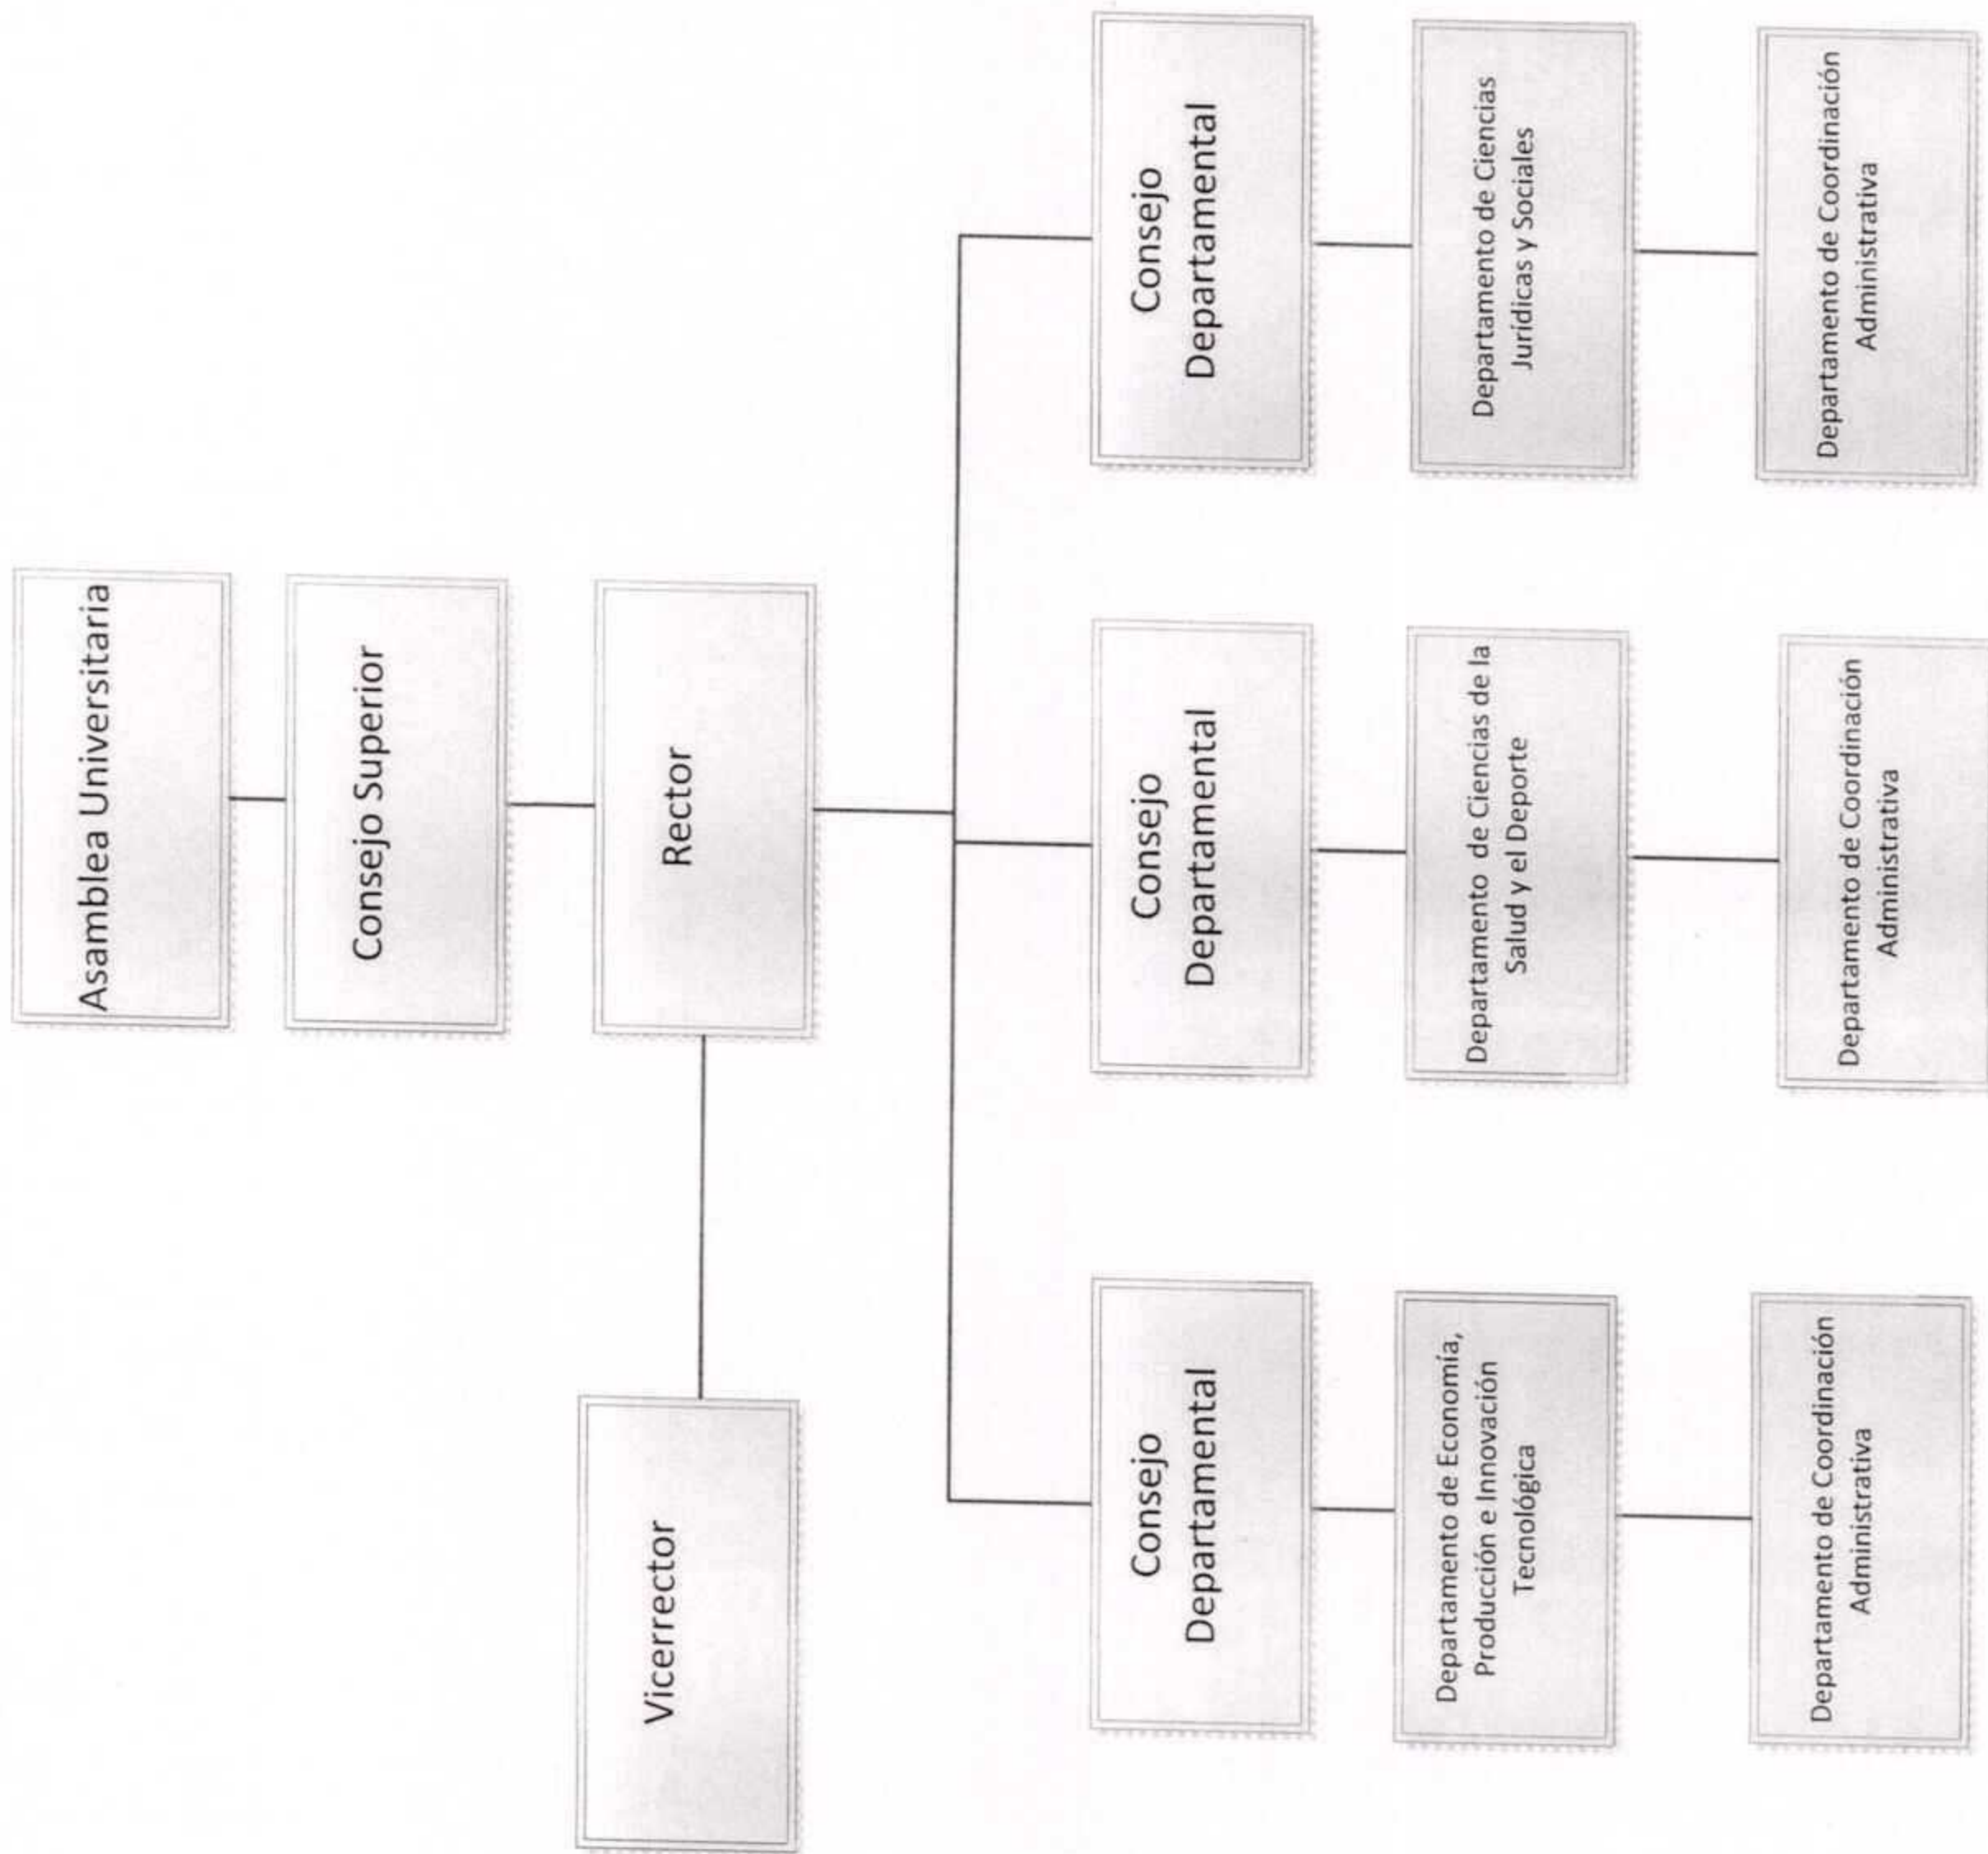 Asamblea Universitaria
Consejo Superior
Vicerrector
Rector
Consejo
Departamental
Consejo
Departamental
Consejo
Departamental
Departamento de Economía,
Producción e Innovación
Tecnológica
Departamento de Ciencias de la
Salud y el Deporte
Departamento de Ciencias
Jurídicas y Sociales
Departamento de Coordinación
Administrativa
Departamento de Coordinación
Administrativa
Departamento de Coordinación
Administrativa